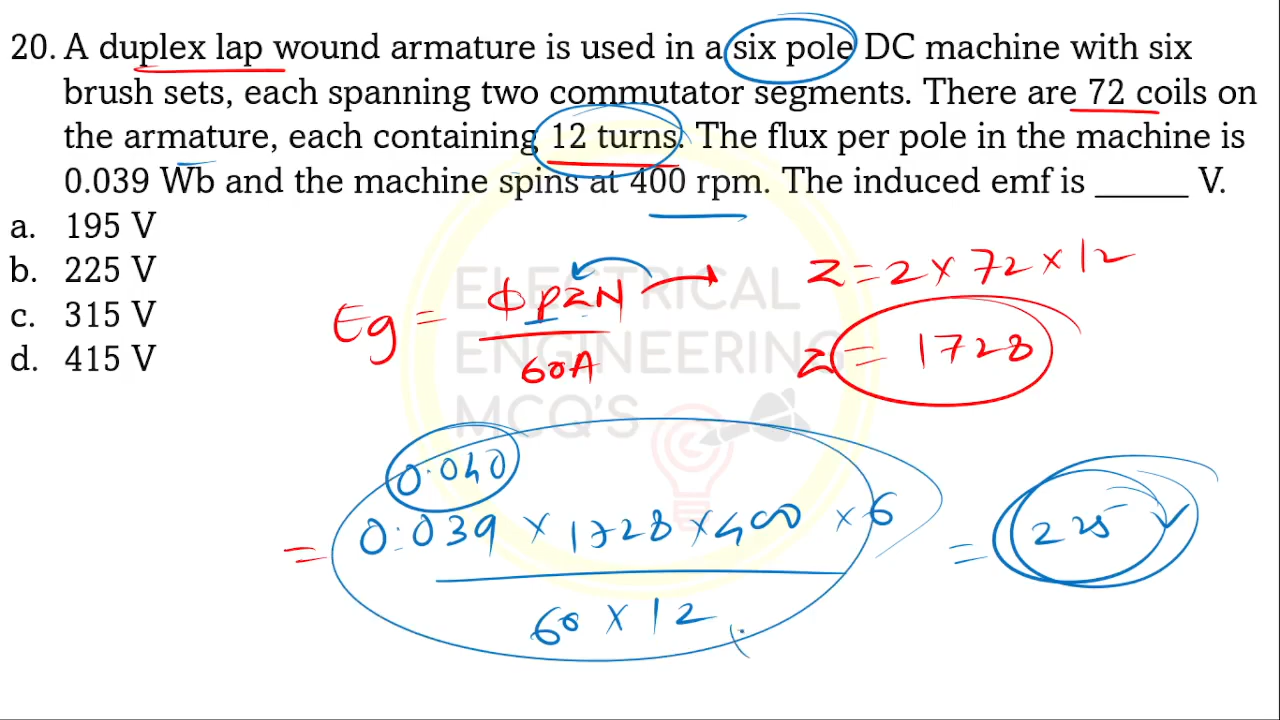 20. A duplex lap wound armature is used in a six pole DC machine with six
brush sets, each spanning two commutator segments. There are 72 coils on
the armature, each containing 12 turns. The flux per pole in the machine is
0.039 Wb and the machine spins at 400 rpm. The induced emf is ______ V.
a. 195 V
b. 225 V
c. 315 V
d. 415 V
ELECTRICAL
ENGINEERING
MCQ'S
Eg = ϕPZN
60A
Z = 2 × 72 × 12
Z = 1728
0.040
= 0.039 × 1728 × 400 × 6
60 × 12
= 225 V